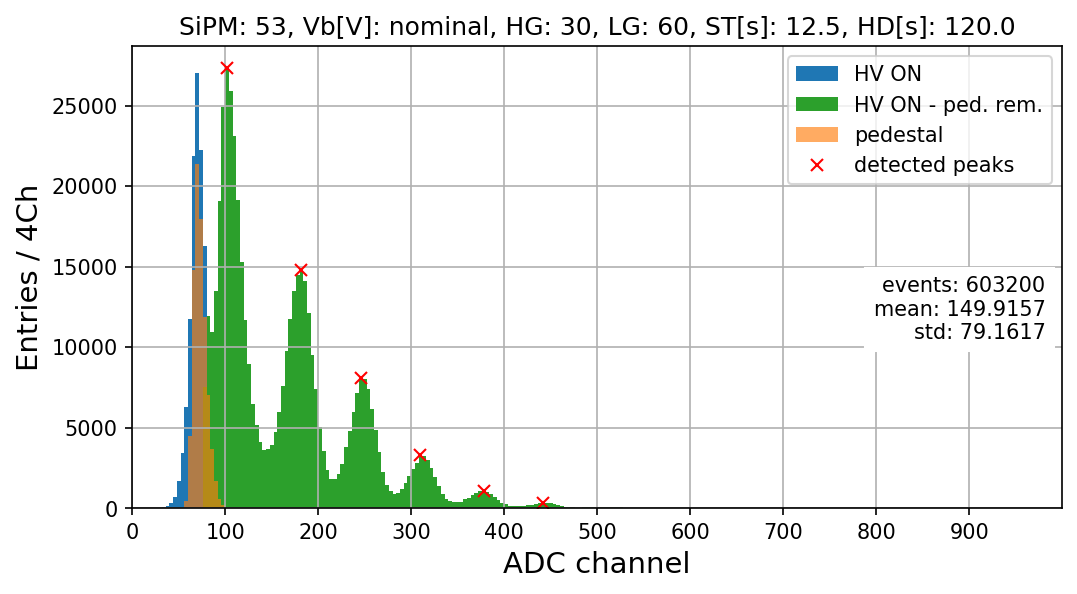 SiPM: 53, Vb[V]: nominal, HG: 30, LG: 60, ST[s]: 12.5, HD[s]: 120.0
HV ON
HV ON - ped. rem.
pedestal
detected peaks
events: 603200
mean: 149.9157
std: 79.1617
Entries / 4Ch
25000
20000
15000
10000
5000
0
0 100 200 300 400 500 600 700 800 900
ADC channel